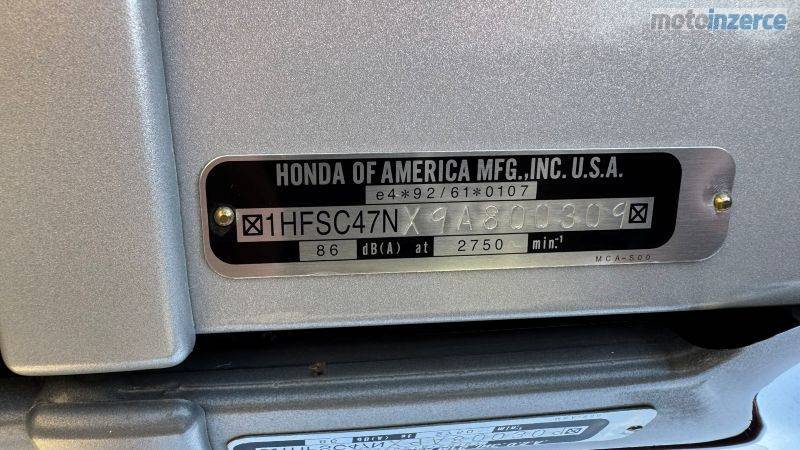 motoinzerce
HONDA OF AMERICA MFG.,INC. U.S.A.
e4*92/61*0107
☒1HFSC47NX9A800309☒
86 dB(A) at 2750 min.⁻¹
MCA-S00